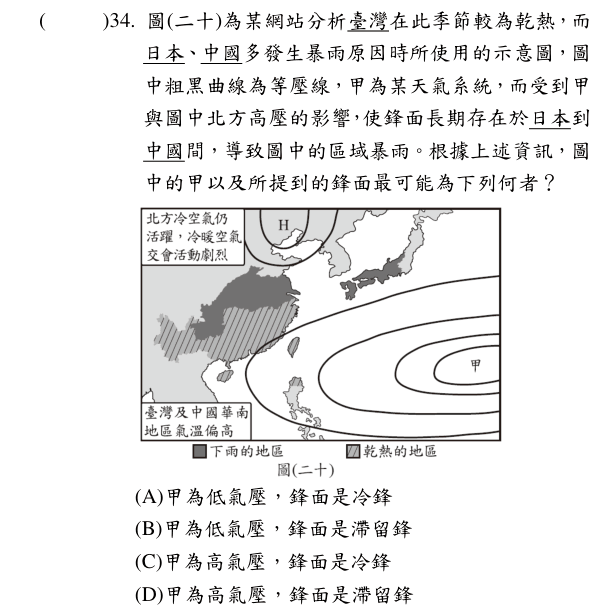 (　　)34. 圖(二十)為某網站分析臺灣在此季節較為乾熱，而
日本、中國多發生暴雨原因時所使用的示意圖，圖
中粗黑曲線為等壓線，甲為某天氣系統，而受到甲
與圖中北方高壓的影響，使鋒面長期存在於日本到
中國間，導致圖中的區域暴雨。根據上述資訊，圖
中的甲以及所提到的鋒面最可能為下列何者？
北方冷空氣仍
活躍，冷暖空氣
交會活動劇烈
H
甲
臺灣及中國華南
地區氣溫偏高
下雨的地區　乾熱的地區
圖(二十)
(A)甲為低氣壓，鋒面是冷鋒
(B)甲為低氣壓，鋒面是滯留鋒
(C)甲為高氣壓，鋒面是冷鋒
(D)甲為高氣壓，鋒面是滯留鋒